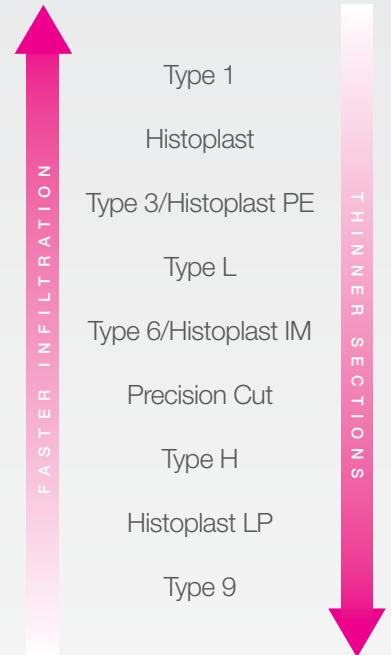 FASTER INFILTRATION
Type 1
Histoplast
Type 3/Histoplast PE
Type L
Type 6/Histoplast IM
Precision Cut
Type H
Histoplast LP
Type 9
THINNER SECTIONS